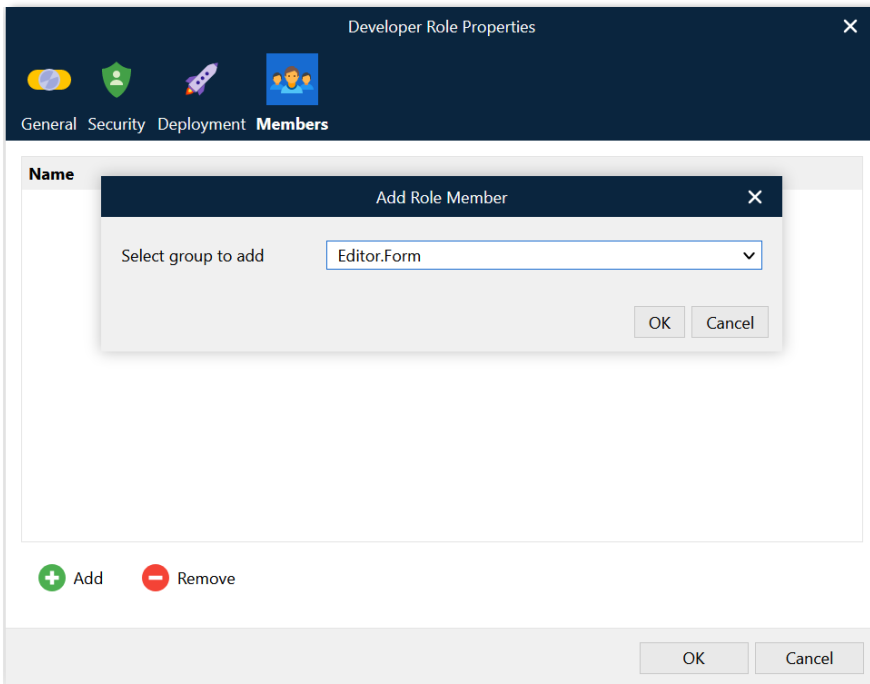 Developer Role Properties
General Security Deployment Members
Name
Add Role Member
Select group to add Editor.Form
OK Cancel
Add Remove
OK Cancel